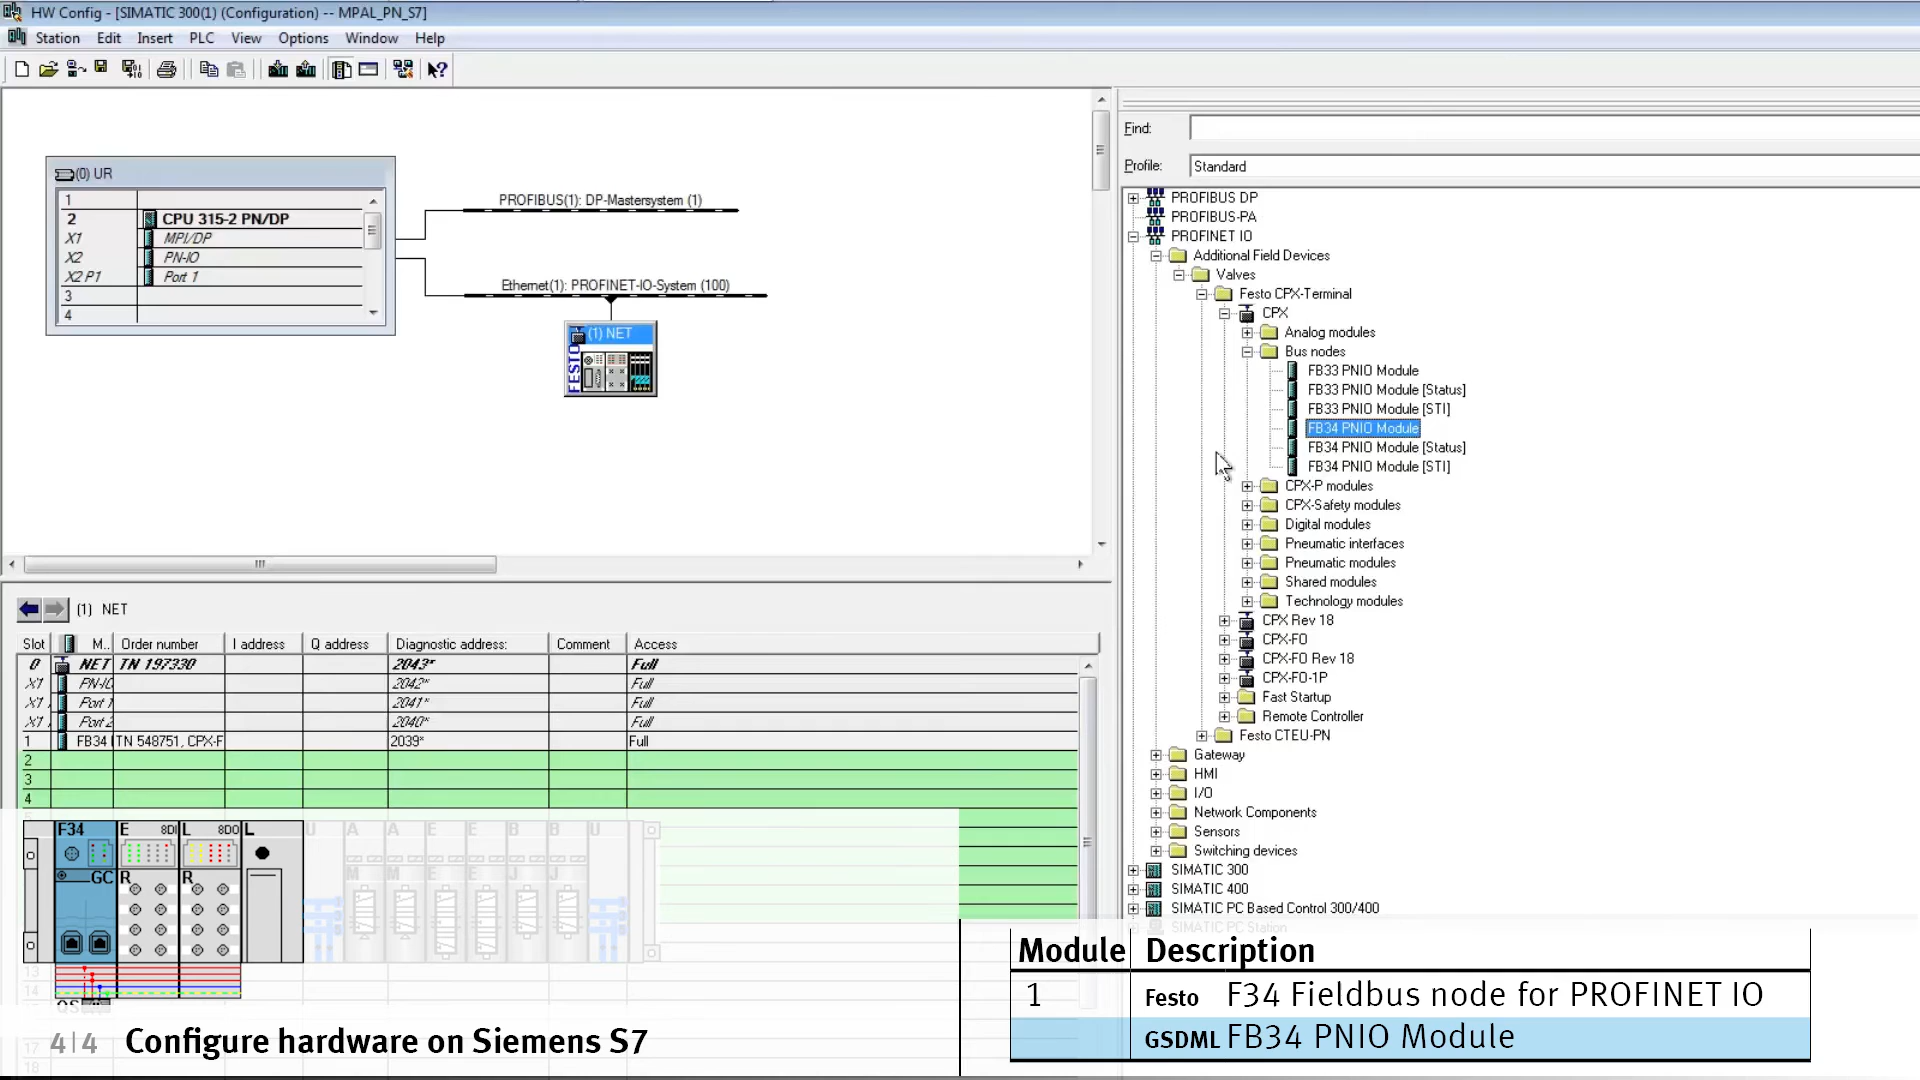 HW Config - [SIMATIC 300(1) (Configuration) -- MPAL_PN_S7]
Station Edit Insert PLC View Options Window Help
(0) UR
1
2 CPU 315-2 PN/DP
X1 MPI/DP
X2 PN-IO
X2 P1 Port 1
3
4
PROFIBUS(1): DP-Mastersystem (1)
Ethernet(1): PROFINET-IO-System (100)
(1) NET
FESTO
Find:
Profile: Standard
PROFIBUS DP
PROFIBUS-PA
PROFINET IO
Additional Field Devices
Valves
Festo CPX-Terminal
CPX
Analog modules
Bus nodes
FB33 PNIO Module
FB33 PNIO Module [Status]
FB33 PNIO Module [STI]
FB34 PNIO Module
FB34 PNIO Module [Status]
FB34 PNIO Module [STI]
CPX-P modules
CPX-Safety modules
Digital modules
Pneumatic interfaces
Pneumatic modules
Shared modules
Technology modules
CPX Rev 18
CPX-FO
CPX-FO Rev 18
CPX-FO-1P
Fast Startup
Remote Controller
Festo CTEU-PN
Gateway
HMI
I/O
Network Components
Sensors
Switching devices
SIMATIC 300
SIMATIC 400
SIMATIC PC Based Control 300/400
SIMATIC PC Station
(1) NET
Slot M.. Order number I address Q address Diagnostic address: Comment Access
0 NET TN 197330 2043* Full
X1 PN-IO 2042* Full
X1 Port 1 2041* Full
X1 Port 2 2040* Full
1 FB34 TN 548751, CPX-F 2039* Full
2
3
4
F34 E 8DI L 8DO L U A A E E B B U
GC R R M M E E J J
13
14
17
18
4|4 Configure hardware on Siemens S7
Module Description
1 Festo F34 Fieldbus node for PROFINET IO
GSDML FB34 PNIO Module